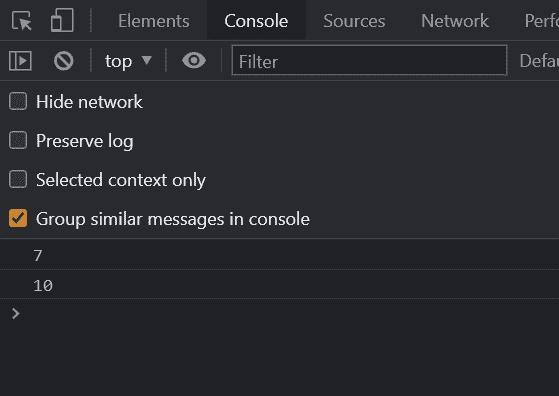 Elements Console Sources Network Perfo
top Filter Defau
Hide network
Preserve log
Selected context only
Group similar messages in console
7
10